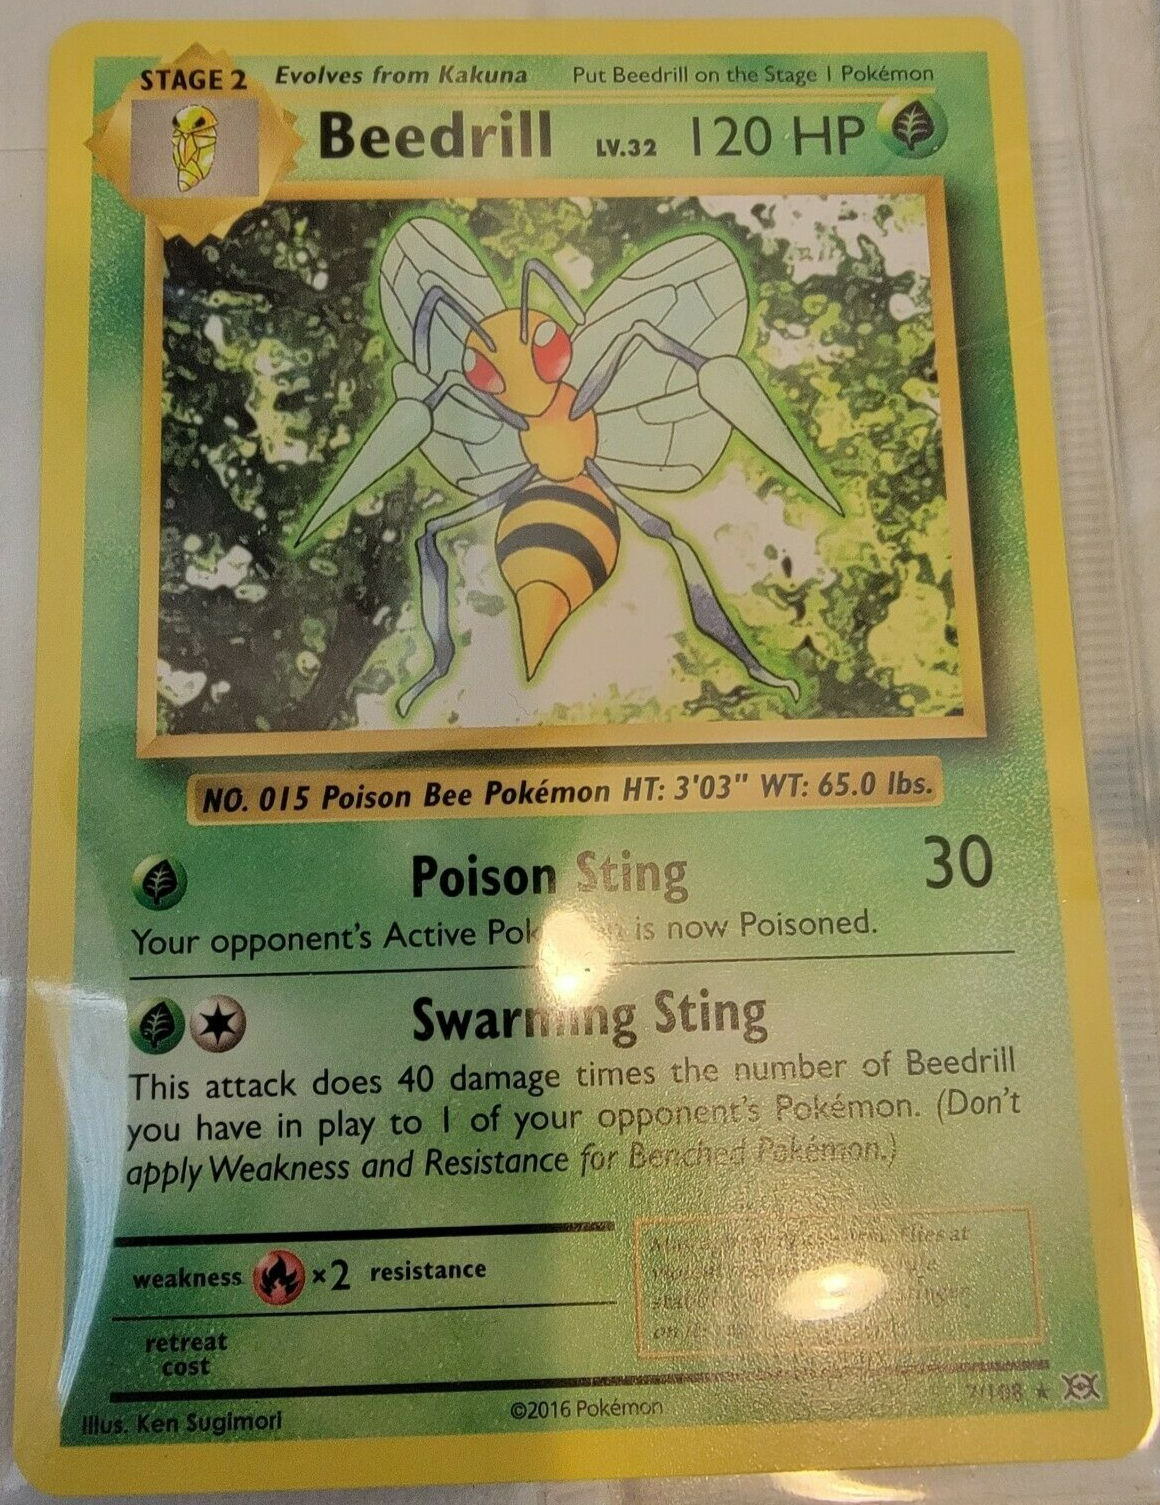 STAGE 2 Evolves from Kakuna Put Beedrill on the Stage 1 Pokémon
Beedrill LV.32 120 HP
NO. 015 Poison Bee Pokémon HT: 3'03" WT: 65.0 lbs.
Poison Sting 30
Your opponent's Active is now Poisoned.
Swarming Sting
This attack does 40 damage times the number of Beedrill
you have in play to 1 of your opponent's Pokémon. (Don't
apply Weakness and Resistance for Benched Pokémon.)
flies at
weakness ×2 resistance
retreat
cost
7/108 ★
©2016 Pokémon
Illus. Ken Sugimori